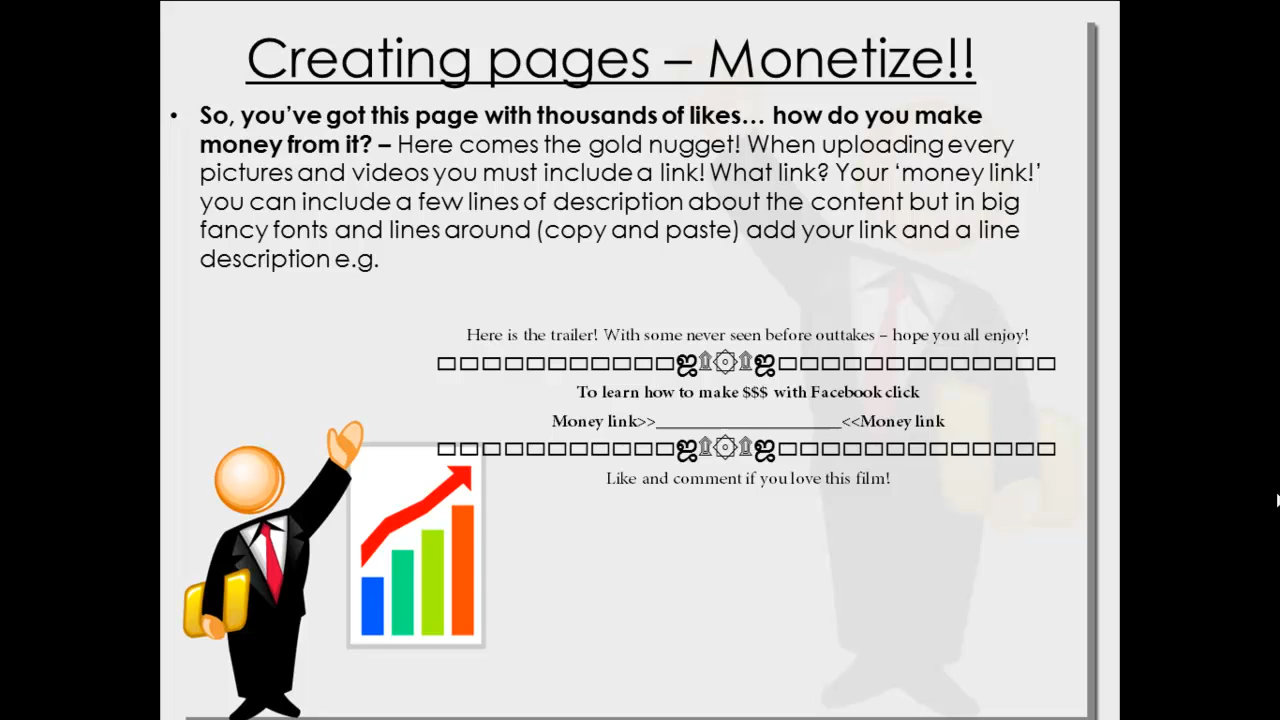 Creating pages – Monetize!!
• So, you’ve got this page with thousands of likes… how do you make
money from it? – Here comes the gold nugget! When uploading every
pictures and videos you must include a link! What link? Your ‘money link!’
you can include a few lines of description about the content but in big
fancy fonts and lines around (copy and paste) add your link and a line
description e.g.
Here is the trailer! With some never seen before outtakes – hope you all enjoy!
□□□□□□□□□□□ஜ۩۞۩ஜ□□□□□□□□□□□□□
To learn how to make $$$ with Facebook click
Money link>>____________________<<Money link
□□□□□□□□□□□ஜ۩۞۩ஜ□□□□□□□□□□□□□
Like and comment if you love this film!